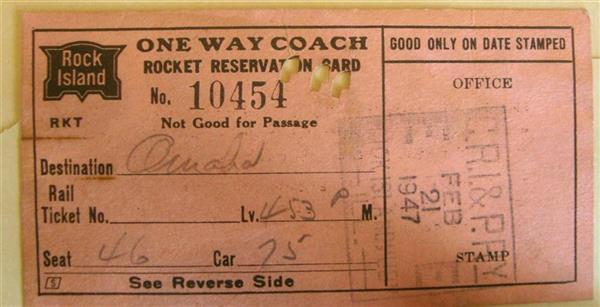 Rock
Island
RKT
ONE WAY COACH
ROCKET RESERVATION CARD
No. 10454
Not Good for Passage
Destination Omaha
Rail
Ticket No. Lv. 453 P M.
Seat 46 Car 75
5
See Reverse Side
GOOD ONLY ON DATE STAMPED
OFFICE
STAMP
C.R.I.& P. RY
FEB
21
1947